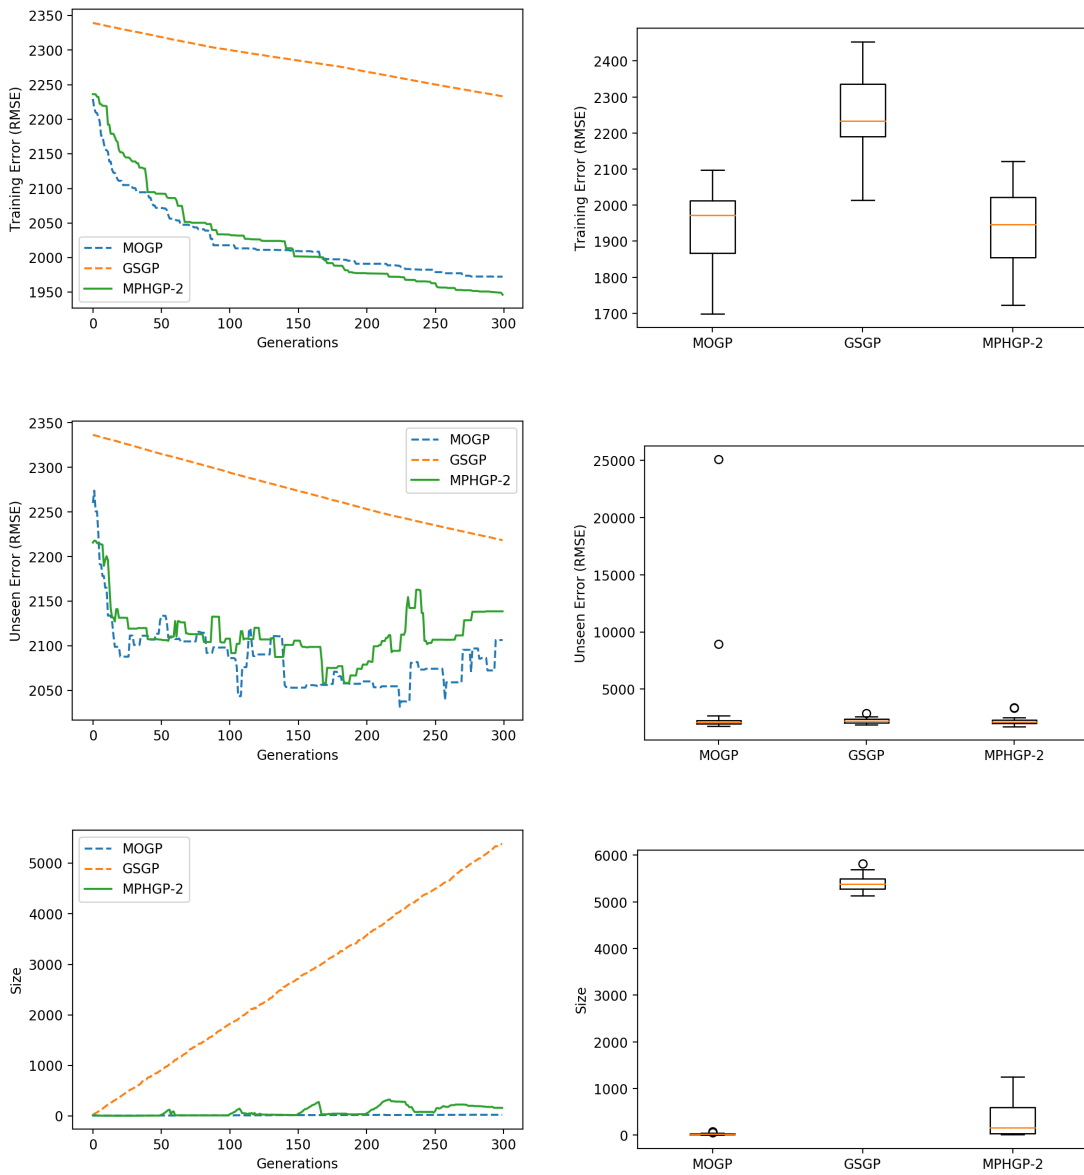 2350
2300
2250
2200
2150
2100
2050
2000
1950
Training Error (RMSE)
MOGP
GSGP
MPHGP-2
0 50 100 150 200 250 300
Generations
2400
2300
2200
2100
2000
1900
1800
1700
Training Error (RMSE)
MOGP GSGP MPHGP-2
2350
2300
2250
2200
2150
2100
2050
Unseen Error (RMSE)
MOGP
GSGP
MPHGP-2
0 50 100 150 200 250 300
Generations
25000
20000
15000
10000
5000
Unseen Error (RMSE)
MOGP GSGP MPHGP-2
5000
4000
3000
2000
1000
0
Size
MOGP
GSGP
MPHGP-2
0 50 100 150 200 250 300
Generations
6000
5000
4000
3000
2000
1000
0
Size
MOGP GSGP MPHGP-2